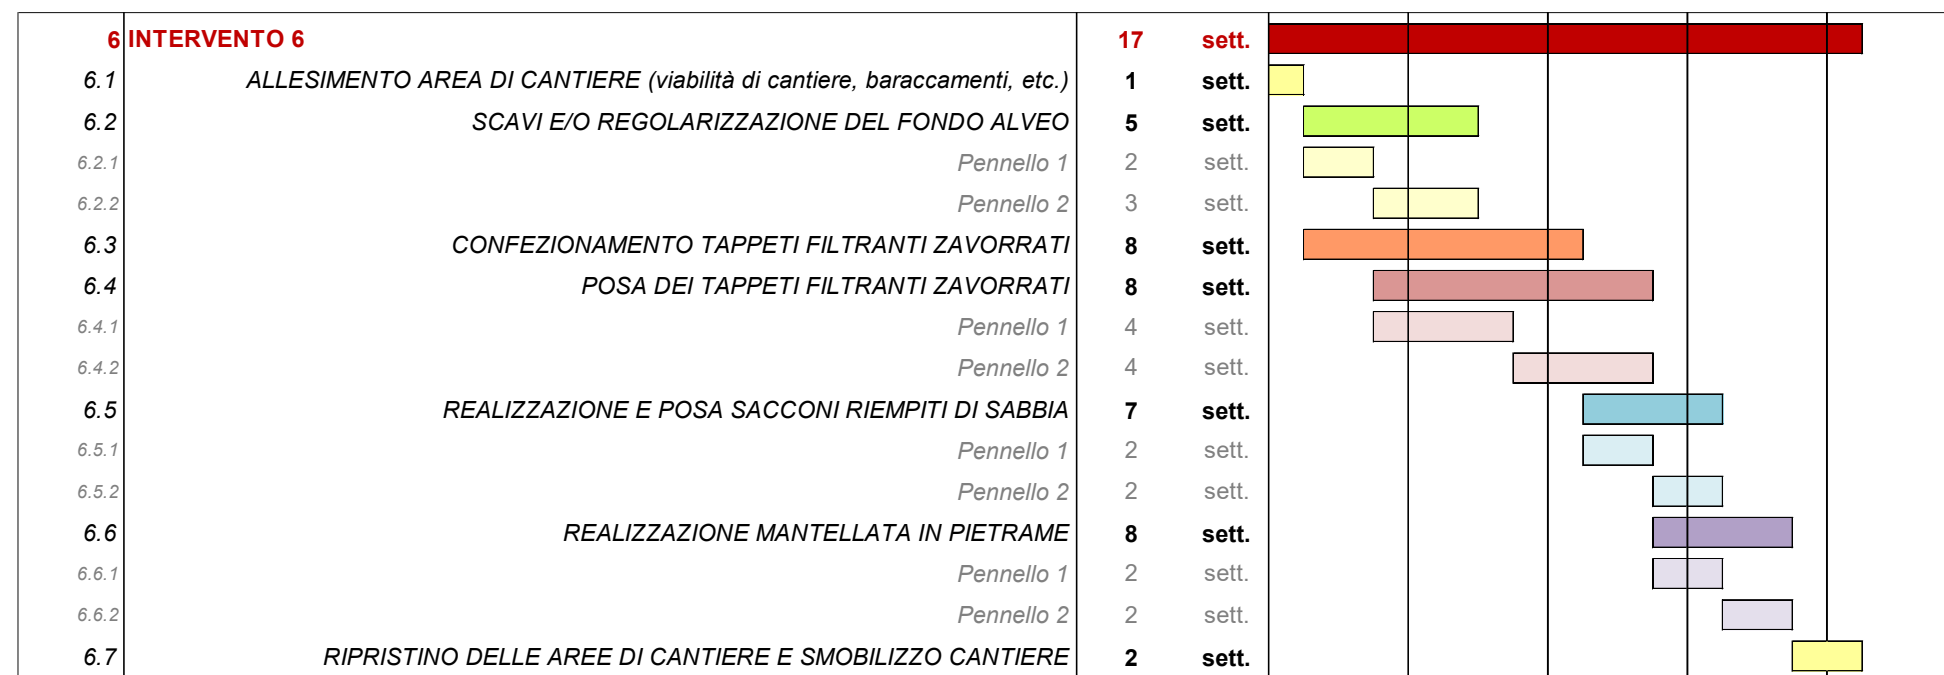 6 INTERVENTO 6 17 sett.
6.1 ALLESIMENTO AREA DI CANTIERE (viabilità di cantiere, baraccamenti, etc.) 1 sett.
6.2 SCAVI E/O REGOLARIZZAZIONE DEL FONDO ALVEO 5 sett.
6.2.1 Pennello 1 2 sett.
6.2.2 Pennello 2 3 sett.
6.3 CONFEZIONAMENTO TAPPETI FILTRANTI ZAVORRATI 8 sett.
6.4 POSA DEI TAPPETI FILTRANTI ZAVORRATI 8 sett.
6.4.1 Pennello 1 4 sett.
6.4.2 Pennello 2 4 sett.
6.5 REALIZZAZIONE E POSA SACCONI RIEMPITI DI SABBIA 7 sett.
6.5.1 Pennello 1 2 sett.
6.5.2 Pennello 2 2 sett.
6.6 REALIZZAZIONE MANTELLATA IN PIETRAME 8 sett.
6.6.1 Pennello 1 2 sett.
6.6.2 Pennello 2 2 sett.
6.7 RIPRISTINO DELLE AREE DI CANTIERE E SMOBILIZZO CANTIERE 2 sett.